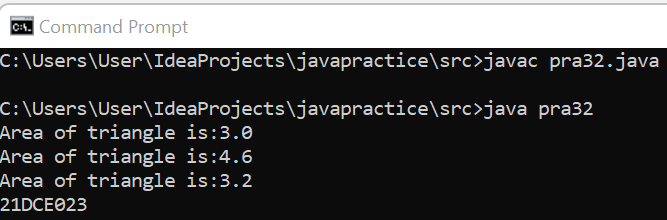 Command Prompt
C:\Users\User\IdeaProjects\javapractice\src>javac pra32.java
C:\Users\User\IdeaProjects\javapractice\src>java pra32
Area of triangle is:3.0
Area of triangle is:4.6
Area of triangle is:3.2
21DCE023